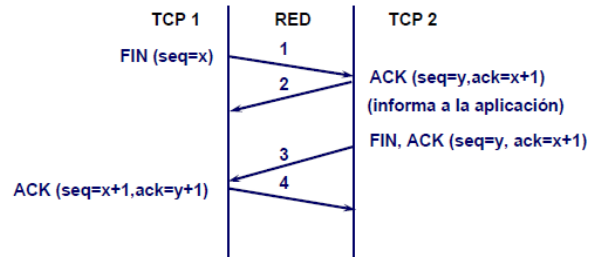 TCP 1 RED TCP 2
FIN (seq=x)
1
ACK (seq=y,ack=x+1)
2
(informa a la aplicación)
FIN, ACK (seq=y, ack=x+1)
3
ACK (seq=x+1,ack=y+1)
4